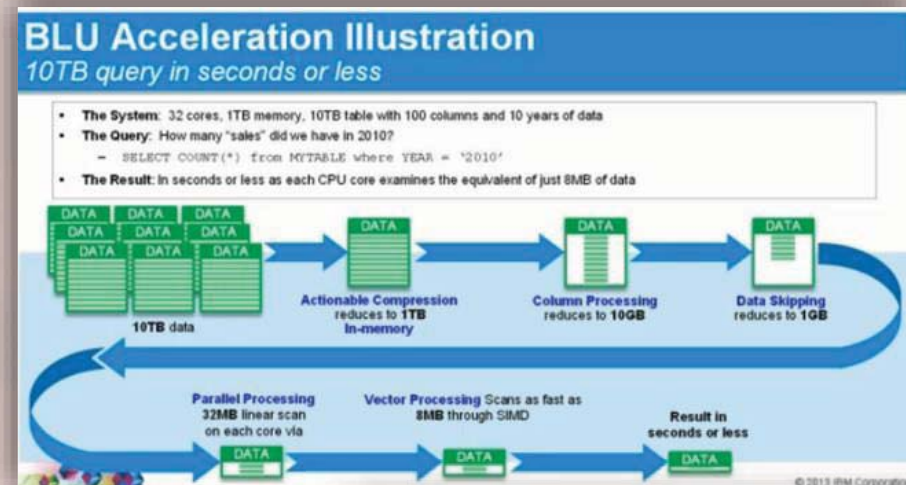 BLU Acceleration Illustration
10TB query in seconds or less
• The System: 32 cores, 1TB memory, 10TB table with 100 columns and 10 years of data
• The Query: How many “sales” did we have in 2010?
– SELECT COUNT(*) from MYTABLE where YEAR = ‘2010’
• The Result: In seconds or less as each CPU core examines the equivalent of just 8MB of data
DATA DATA DATA
DATA DATA DATA
DATA DATA DATA
10TB data
DATA
Actionable Compression
reduces to 1TB
In-memory
DATA
Column Processing
reduces to 10GB
DATA
Data Skipping
reduces to 1GB
Parallel Processing
32MB linear scan
on each core via
DATA
Vector Processing Scans as fast as
8MB through SIMD
DATA
Result in
seconds or less
DATA
© 2013 IBM Corporation